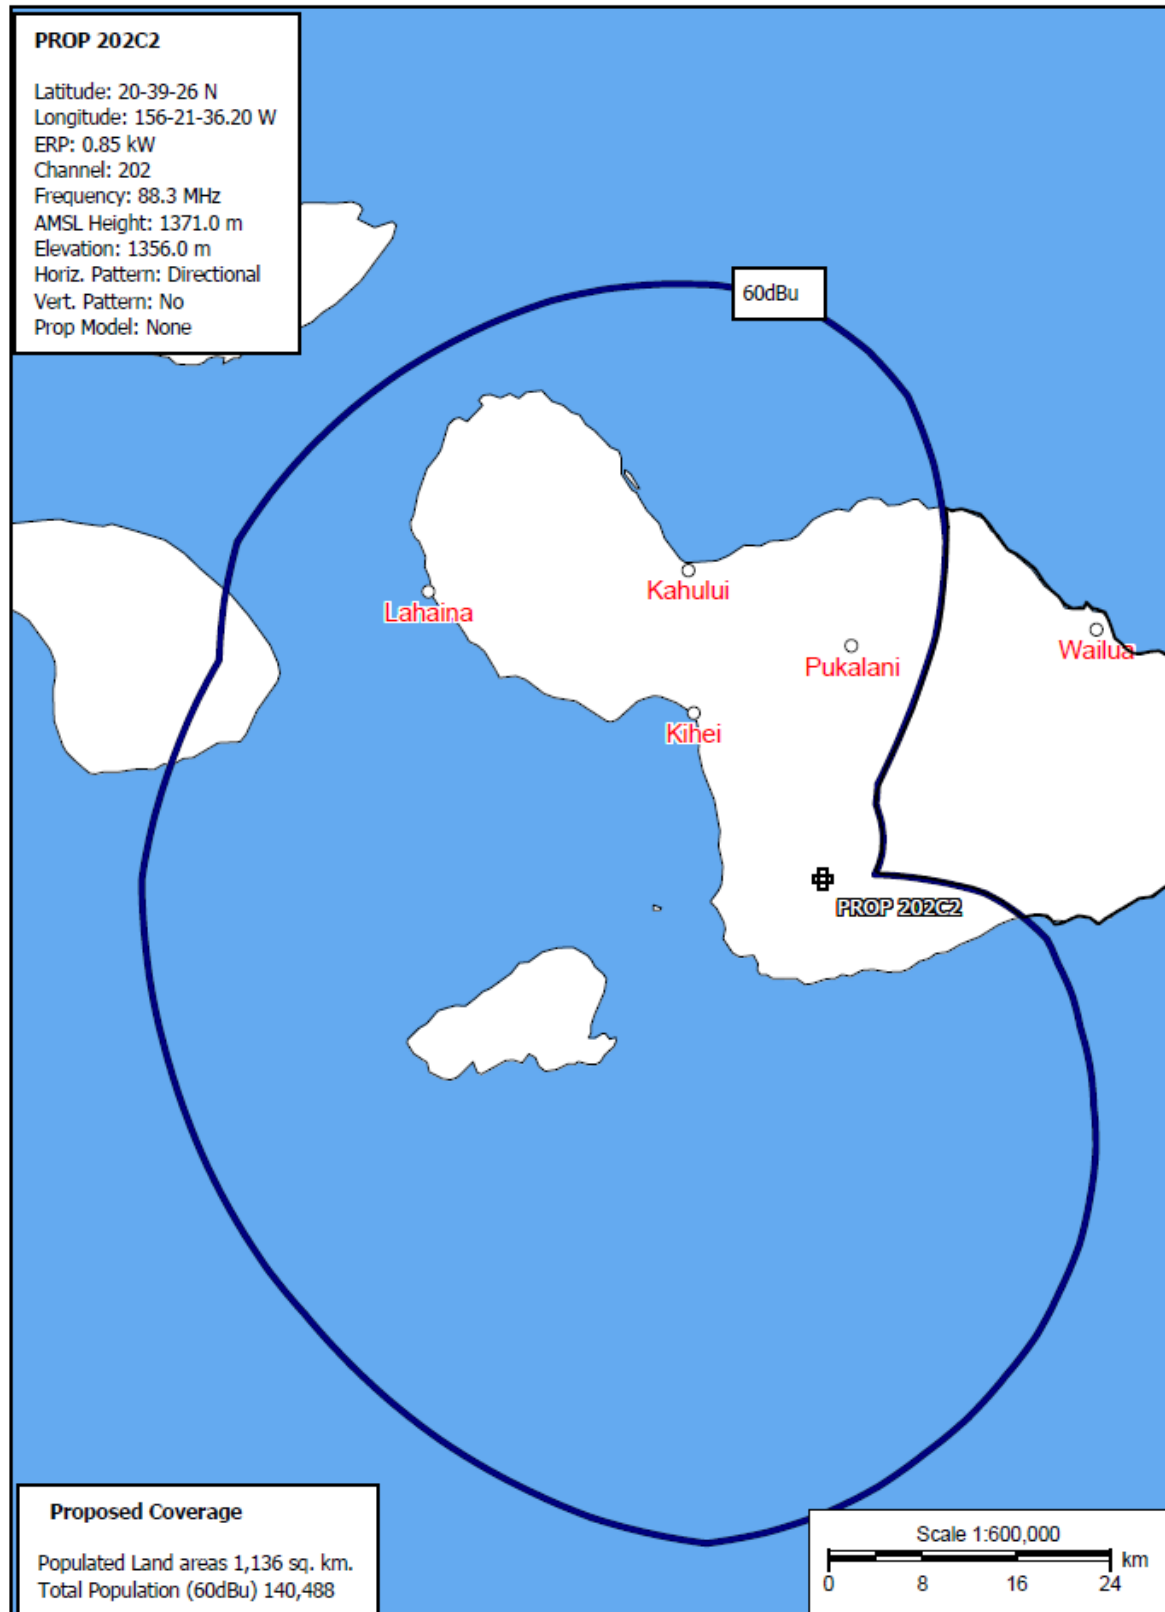 PROP 202C2
Latitude: 20-39-26 N
Longitude: 156-21-36.20 W
ERP: 0.85 kW
Channel: 202
Frequency: 88.3 MHz
AMSL Height: 1371.0 m
Elevation: 1356.0 m
Horiz. Pattern: Directional
Vert. Pattern: No
Prop Model: None
60dBu
Kahului
Lahaina
Wailua
Pukalani
Kihei
PROP 202C2
Proposed Coverage
Populated Land areas 1,136 sq. km.
Total Population (60dBu) 140,488
Scale 1:600,000
km
0 8 16 24